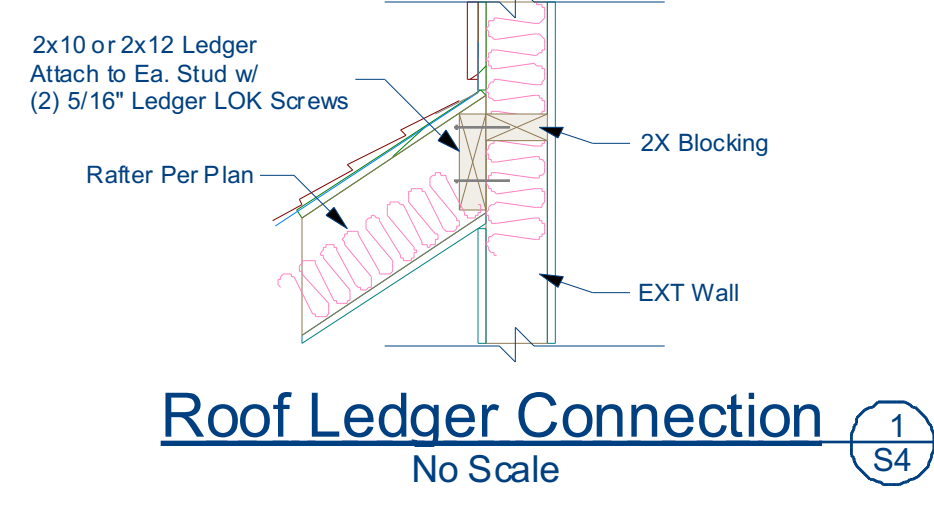 2x10 or 2x12 Ledger
Attach to Ea. Stud w/
(2) 5/16" Ledger LOK Screws
2X Blocking
Rafter Per Plan
EXT Wall
Roof Ledger Connection
No Scale
1
S4